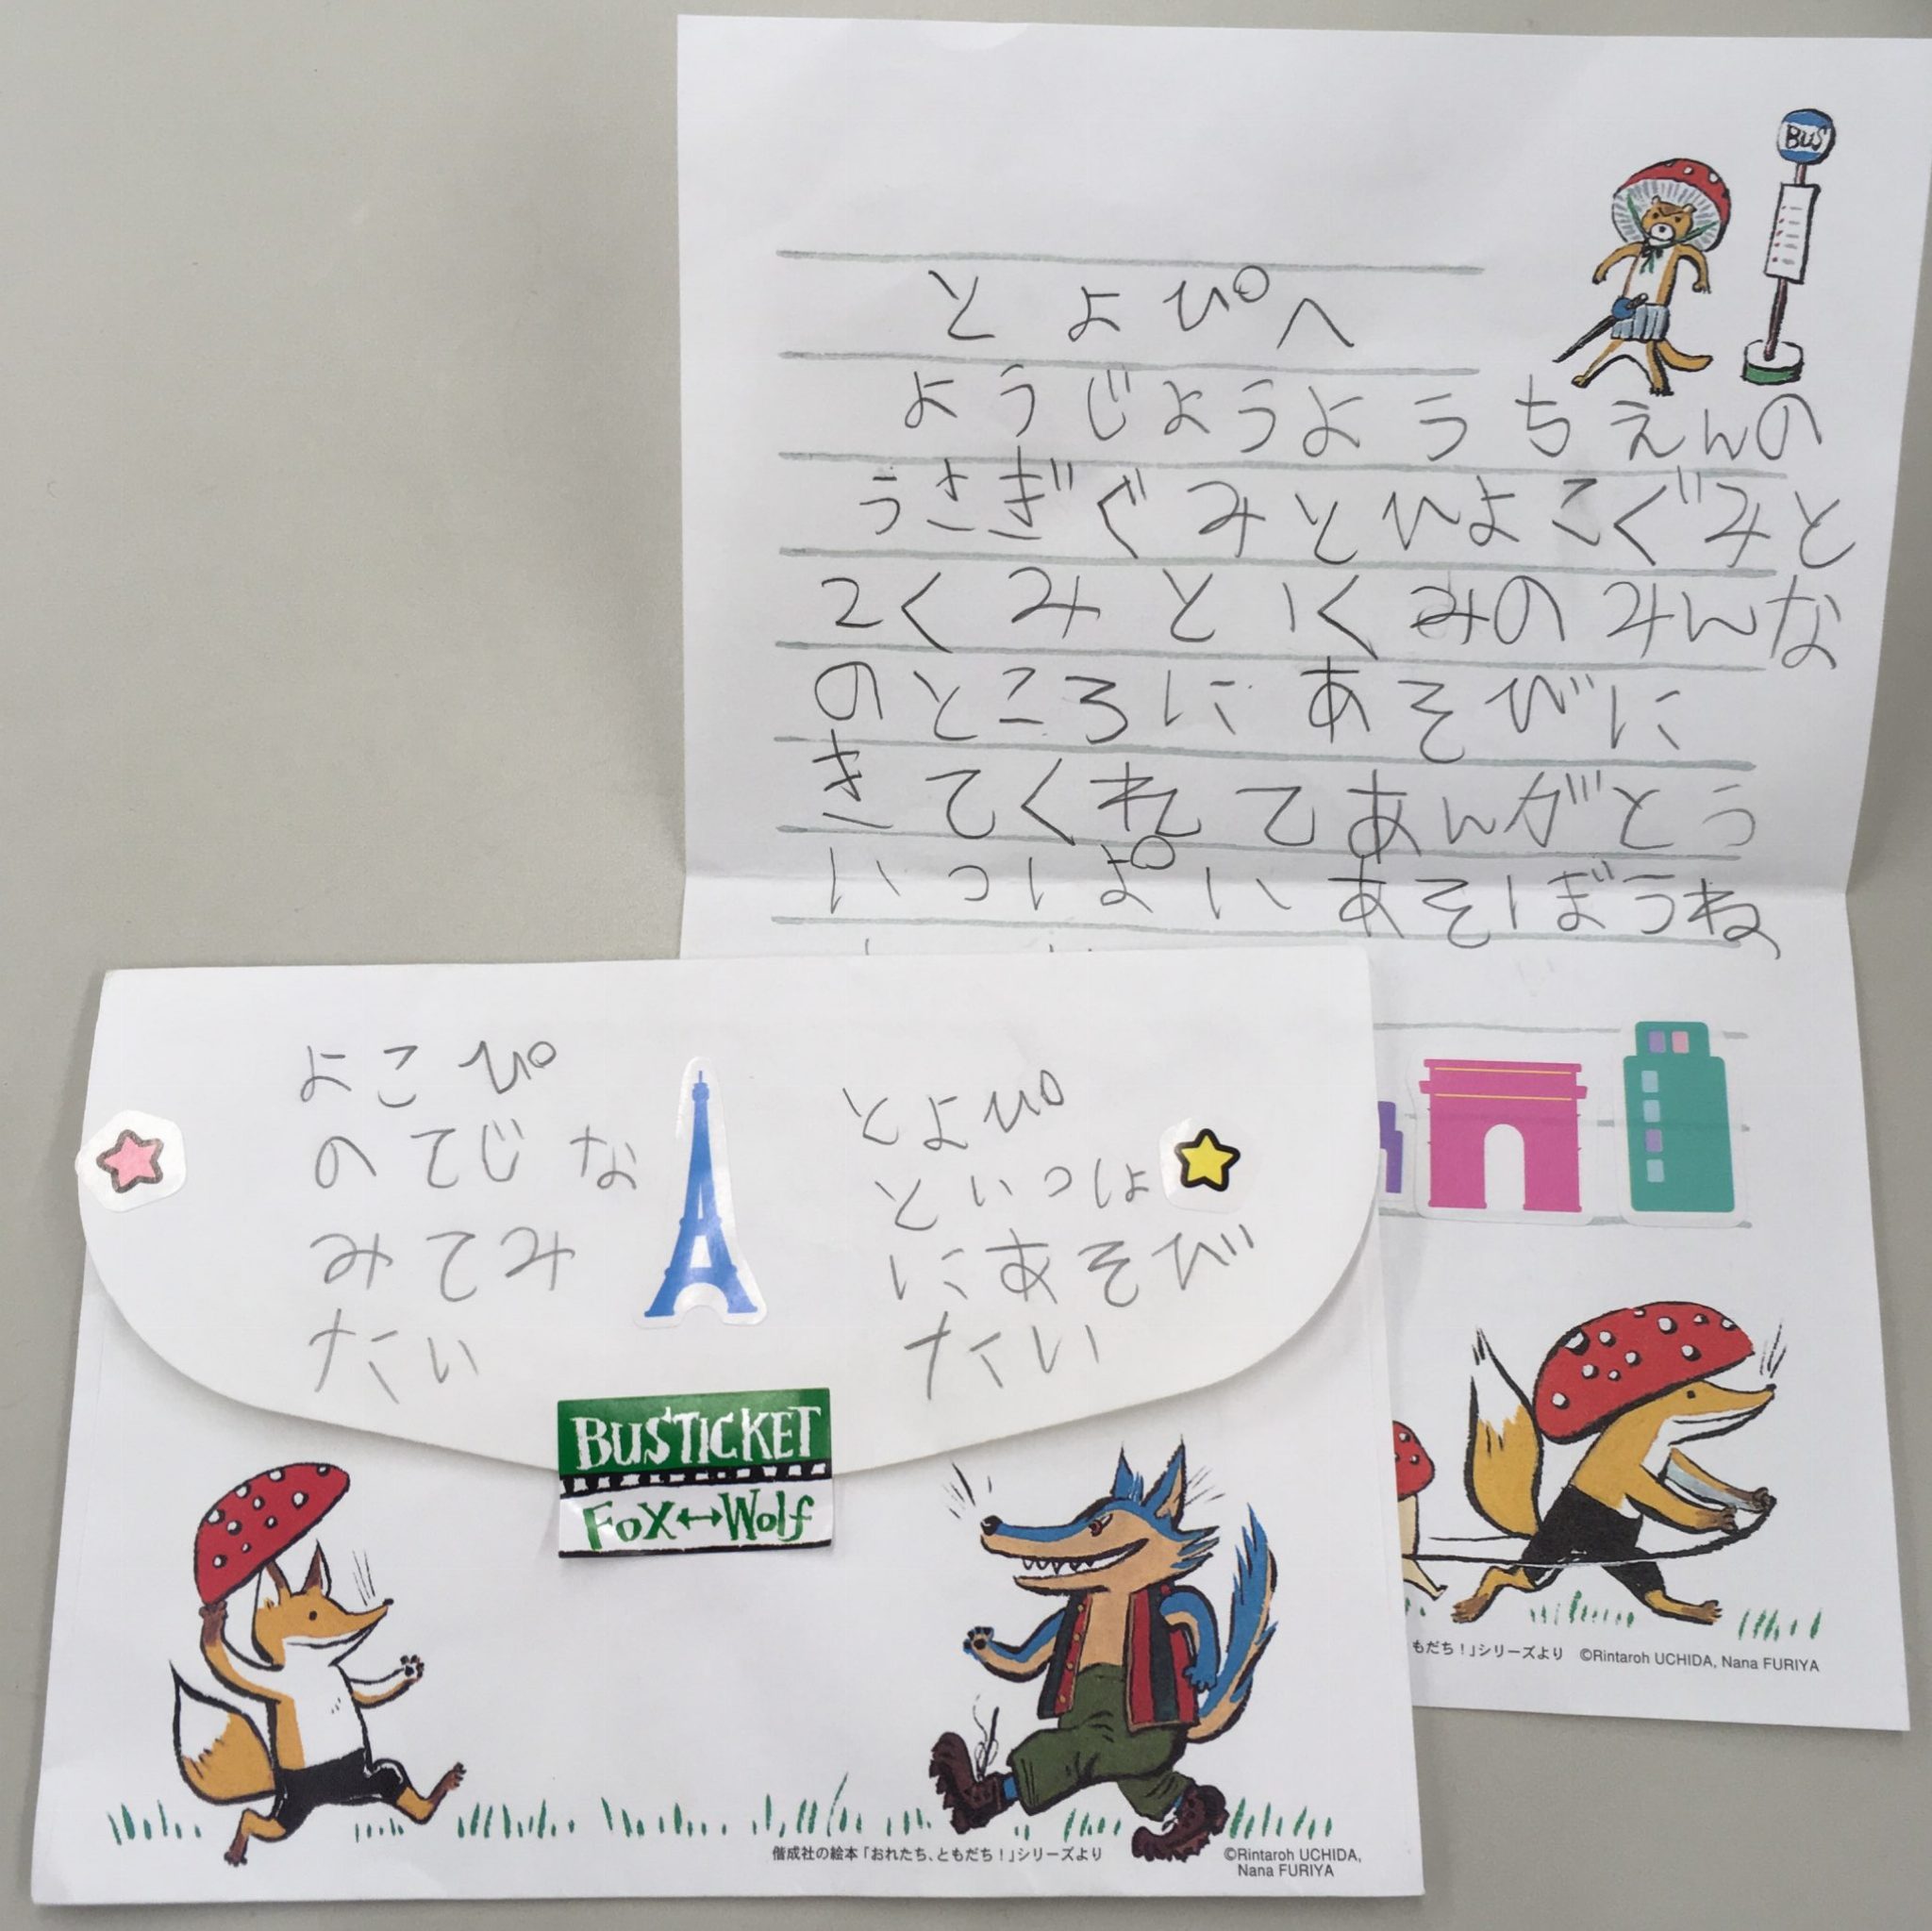 BUS
とよぴへ
ようじょうようちえんの
うさぎぐみとひよこぐみと
2くみと1くみのみんな
のところにあそびに
きてくれてあんがとう
いっぱいあそぼうね
よこぴ
のてじな
みてみ
たい
とよぴ
といっしょ
にあそび
たい
BUSTICKET
FOX↔Wolf
偕成社の絵本「おれたち、ともだち!」シリーズより
©Rintaroh UCHIDA,
Nana FURIYA
もだち!」シリーズより ©Rintaroh UCHIDA, Nana FURIYA